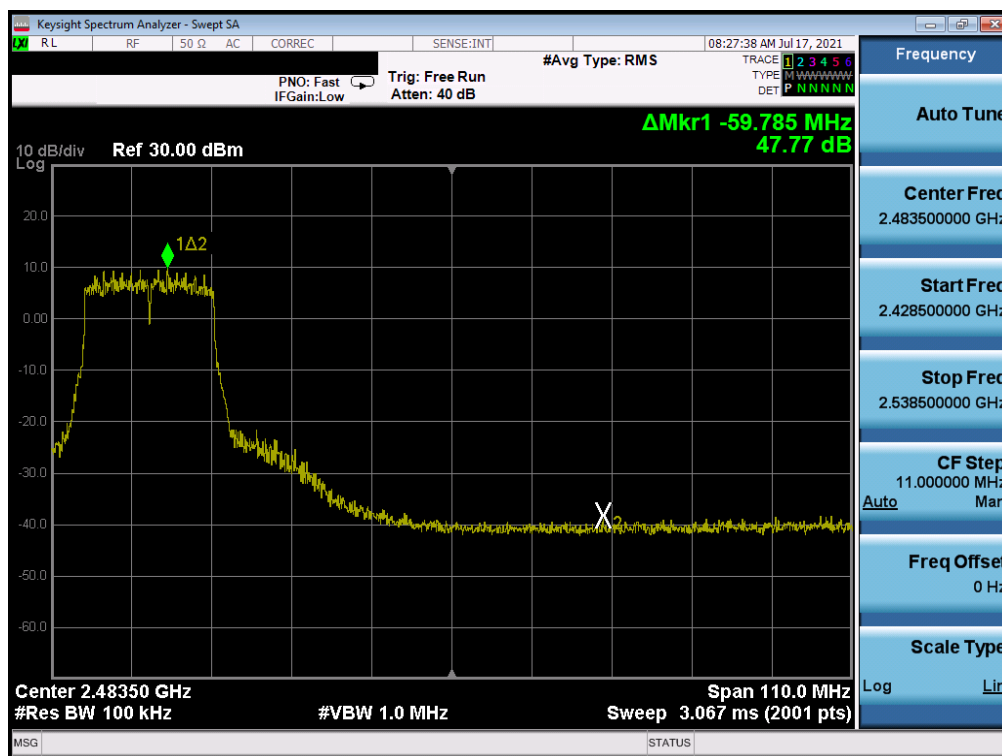 Keysight Spectrum Analyzer - Swept SA
LXI RL RF 50 Ω AC CORREC SENSE:INT 08:27:38 AM Jul 17, 2021
#Avg Type: RMS
TRACE 1 2 3 4 5 6
TYPE M W W W W W
DET P N N N N N
PNO: Fast
IFGain:Low
Trig: Free Run
Atten: 40 dB
ΔMkr1 -59.785 MHz
47.77 dB
10 dB/div
Log
Ref 30.00 dBm
20.0
10.0
0.00
-10.0
-20.0
-30.0
-40.0
-50.0
-60.0
1Δ2
X2
Center 2.48350 GHz
#Res BW 100 kHz
#VBW 1.0 MHz
Span 110.0 MHz
Sweep 3.067 ms (2001 pts)
MSG
STATUS
Frequency
Auto Tune
Center Freq
2.483500000 GHz
Start Freq
2.428500000 GHz
Stop Freq
2.538500000 GHz
CF Step
11.000000 MHz
Auto Man
Freq Offset
0 Hz
Scale Type
Log Lin